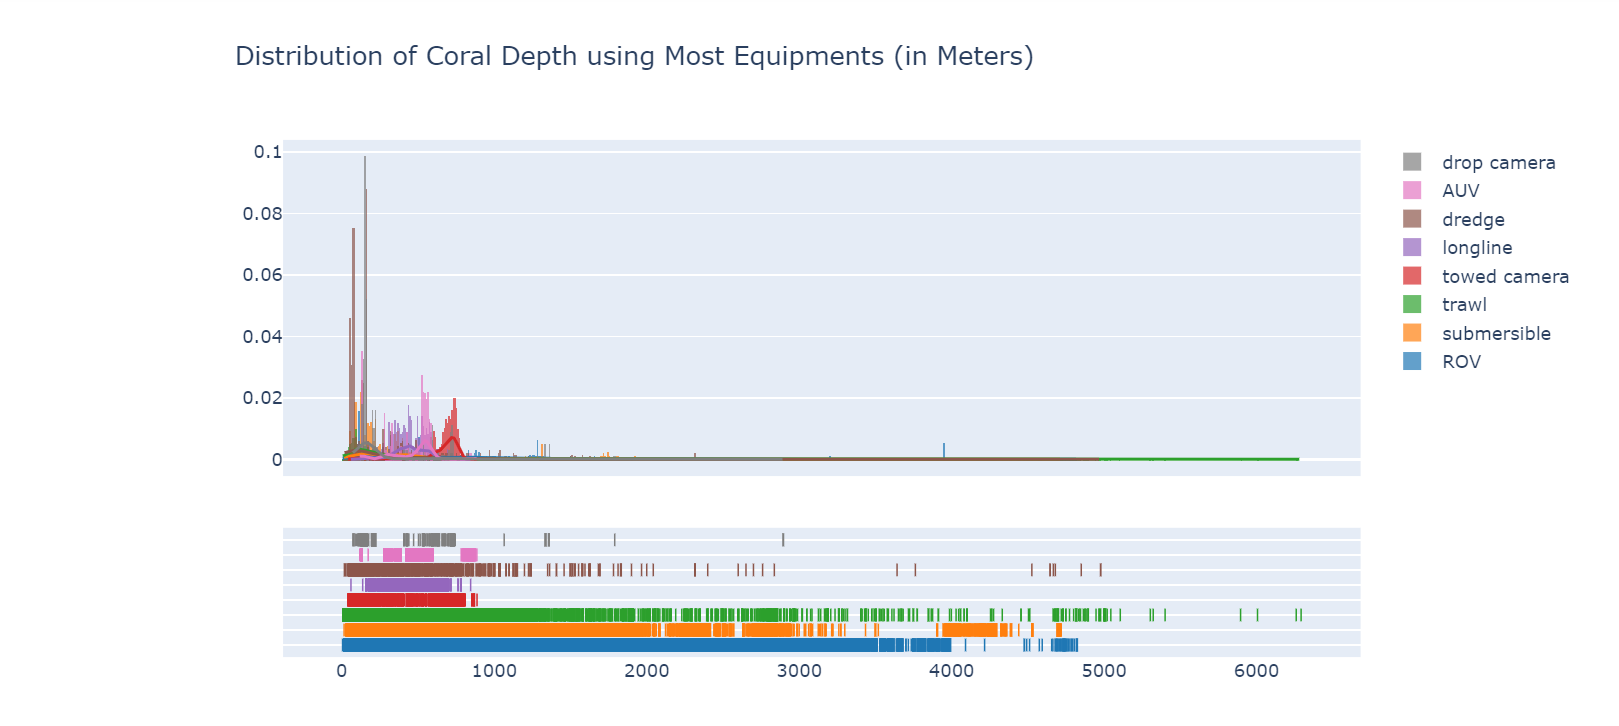 Distribution of Coral Depth using Most Equipments (in Meters)
0.1
0.08
0.06
0.04
0.02
0
drop camera
AUV
dredge
longline
towed camera
trawl
submersible
ROV
0 1000 2000 3000 4000 5000 6000